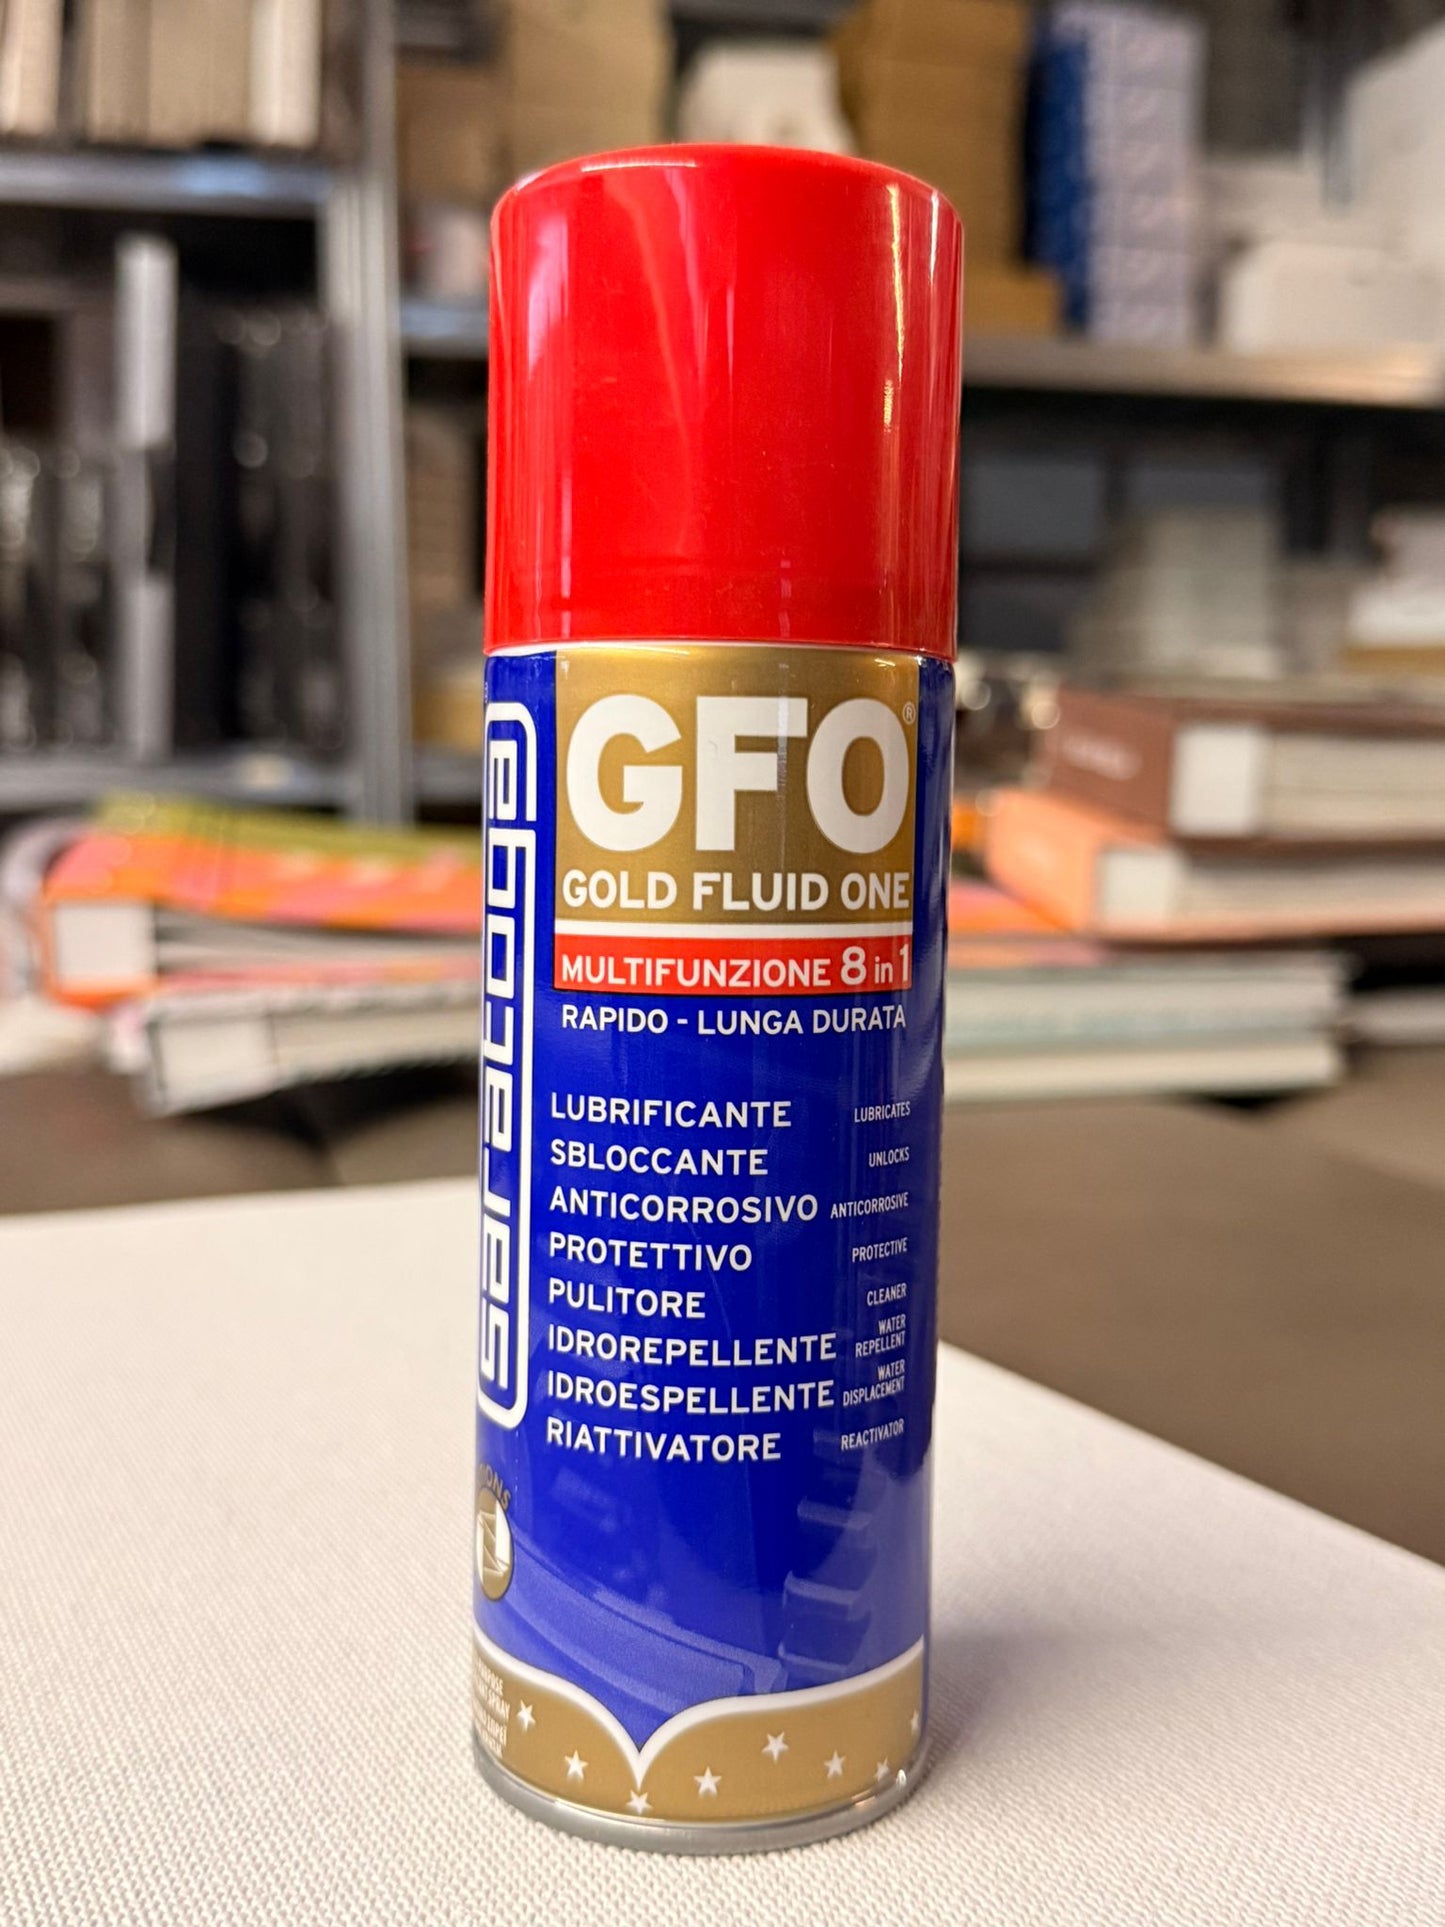 saratoga
GFO®
GOLD FLUID ONE
MULTIFUNZIONE 8 in 1
RAPIDO - LUNGA DURATA
LUBRIFICANTE LUBRICATES
SBLOCCANTE UNLOCKS
ANTICORROSIVO ANTICORROSIVE
PROTETTIVO PROTECTIVE
PULITORE CLEANER
IDROREPELLENTE WATER
REPELLENT
IDROESPELLENTE WATER
DISPLACEMENT
RIATTIVATORE REACTIVATOR
SPRAY